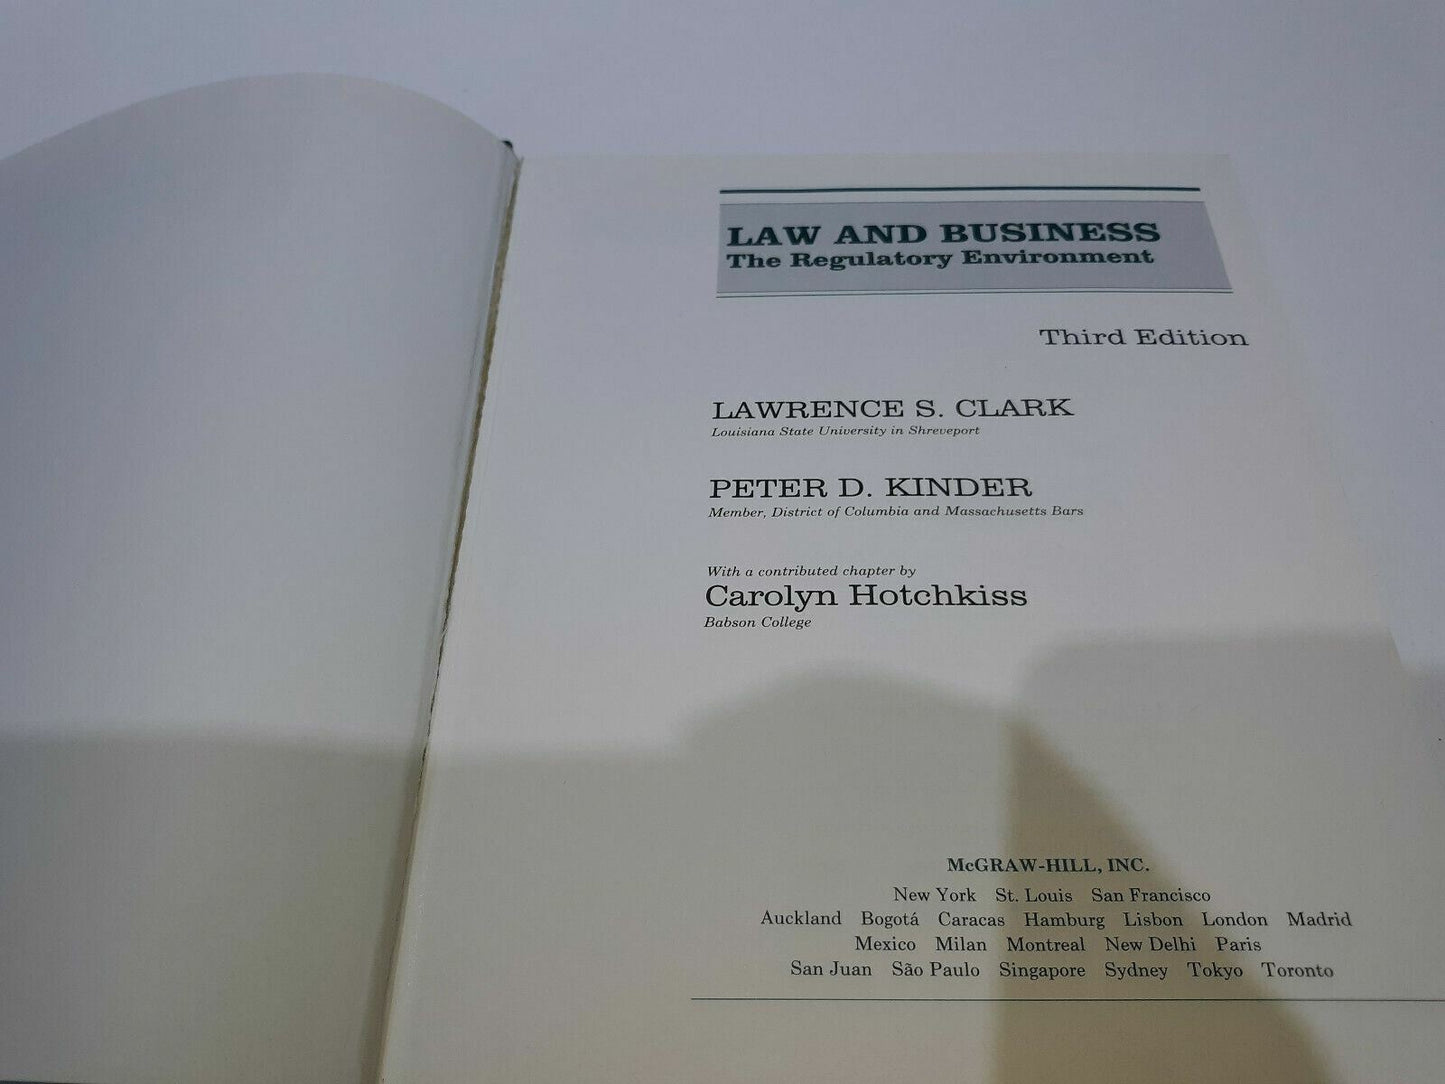 LAW AND BUSINESS
The Regulatory Environment
Third Edition
LAWRENCE S. CLARK
Louisiana State University in Shreveport
PETER D. KINDER
Member, District of Columbia and Massachusetts Bars
With a contributed chapter by
Carolyn Hotchkiss
Babson College
McGRAW-HILL, INC.
New York St. Louis San Francisco
Auckland Bogotá Caracas Hamburg Lisbon London Madrid
Mexico Milan Montreal New Delhi Paris
San Juan São Paulo Singapore Sydney Tokyo Toronto